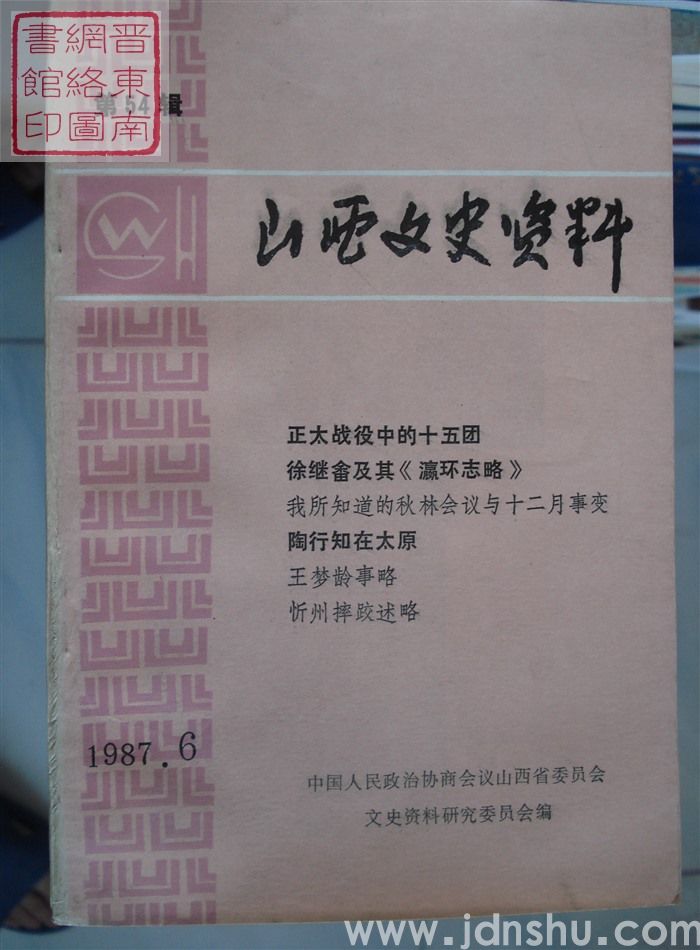 晋东南
網絡圖
書館印
第54辑
山西文史资料
正太战役中的十五团
徐继畬及其《瀛环志略》
我所知道的秋林会议与十二月事变
陶行知在太原
王梦龄事略
忻州摔跤述略
1987.6
中国人民政治协商会议山西省委员会
文史资料研究委员会编
www.jdnshu.com